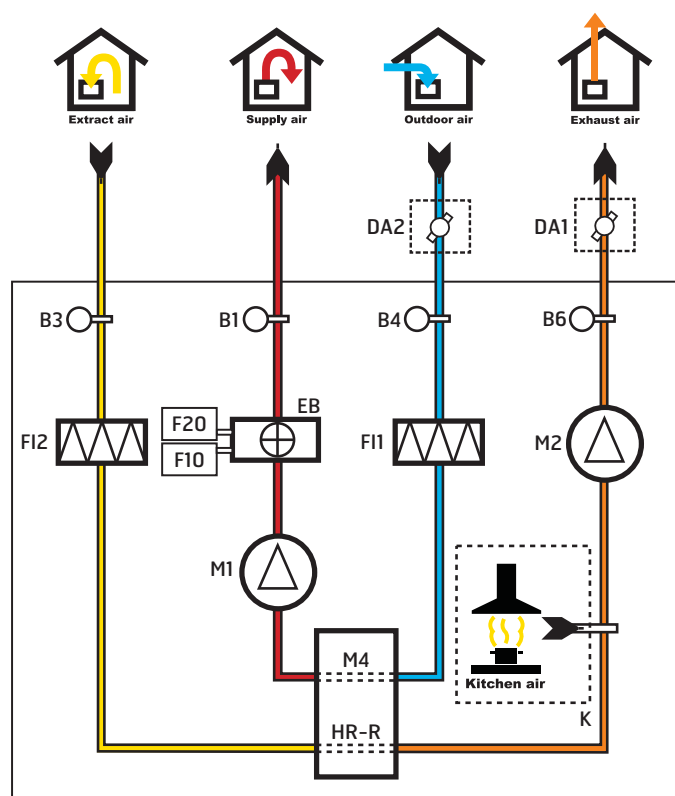 Extract air
Supply air
Outdoor air
Exhaust air
DA2
DA1
B3
B1
B4
B6
EB
F20
F10
FI2
FI1
M2
M1
M4
HR-R
Kitchen air
K